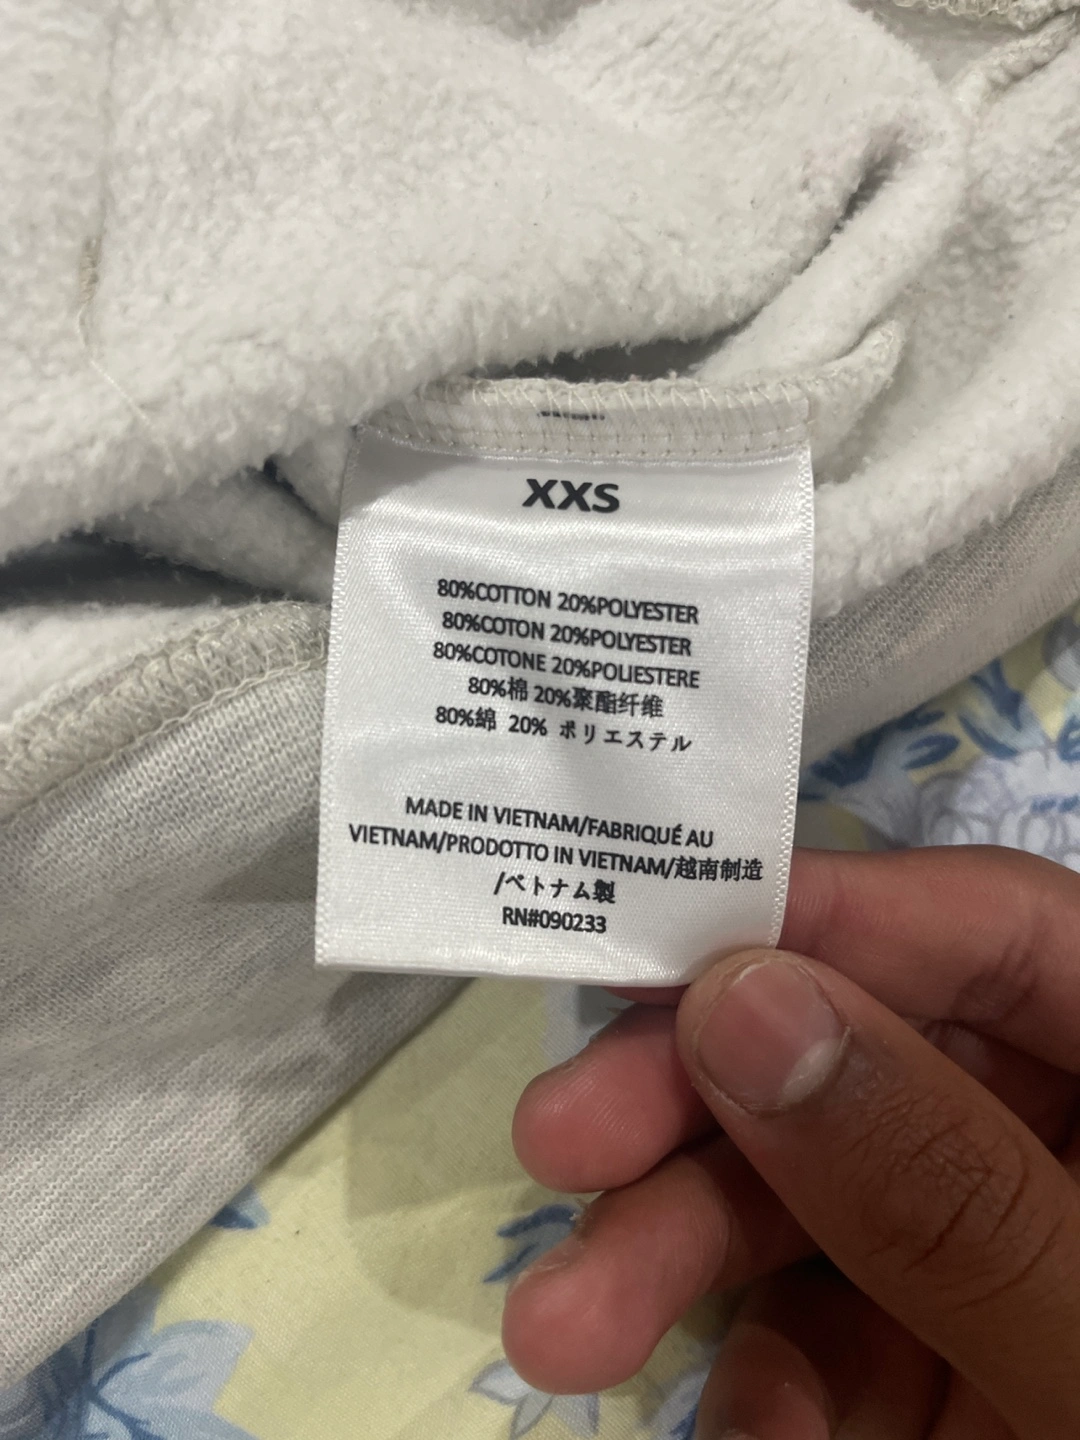 XXS
80%COTTON 20%POLYESTER
80%COTON 20%POLYESTER
80%COTONE 20%POLIESTERE
80%棉 20%聚酯纤维
80%綿 20% ポリエステル
MADE IN VIETNAM/FABRIQUÉ AU
VIETNAM/PRODOTTO IN VIETNAM/越南制造
/ベトナム製
RN#090233